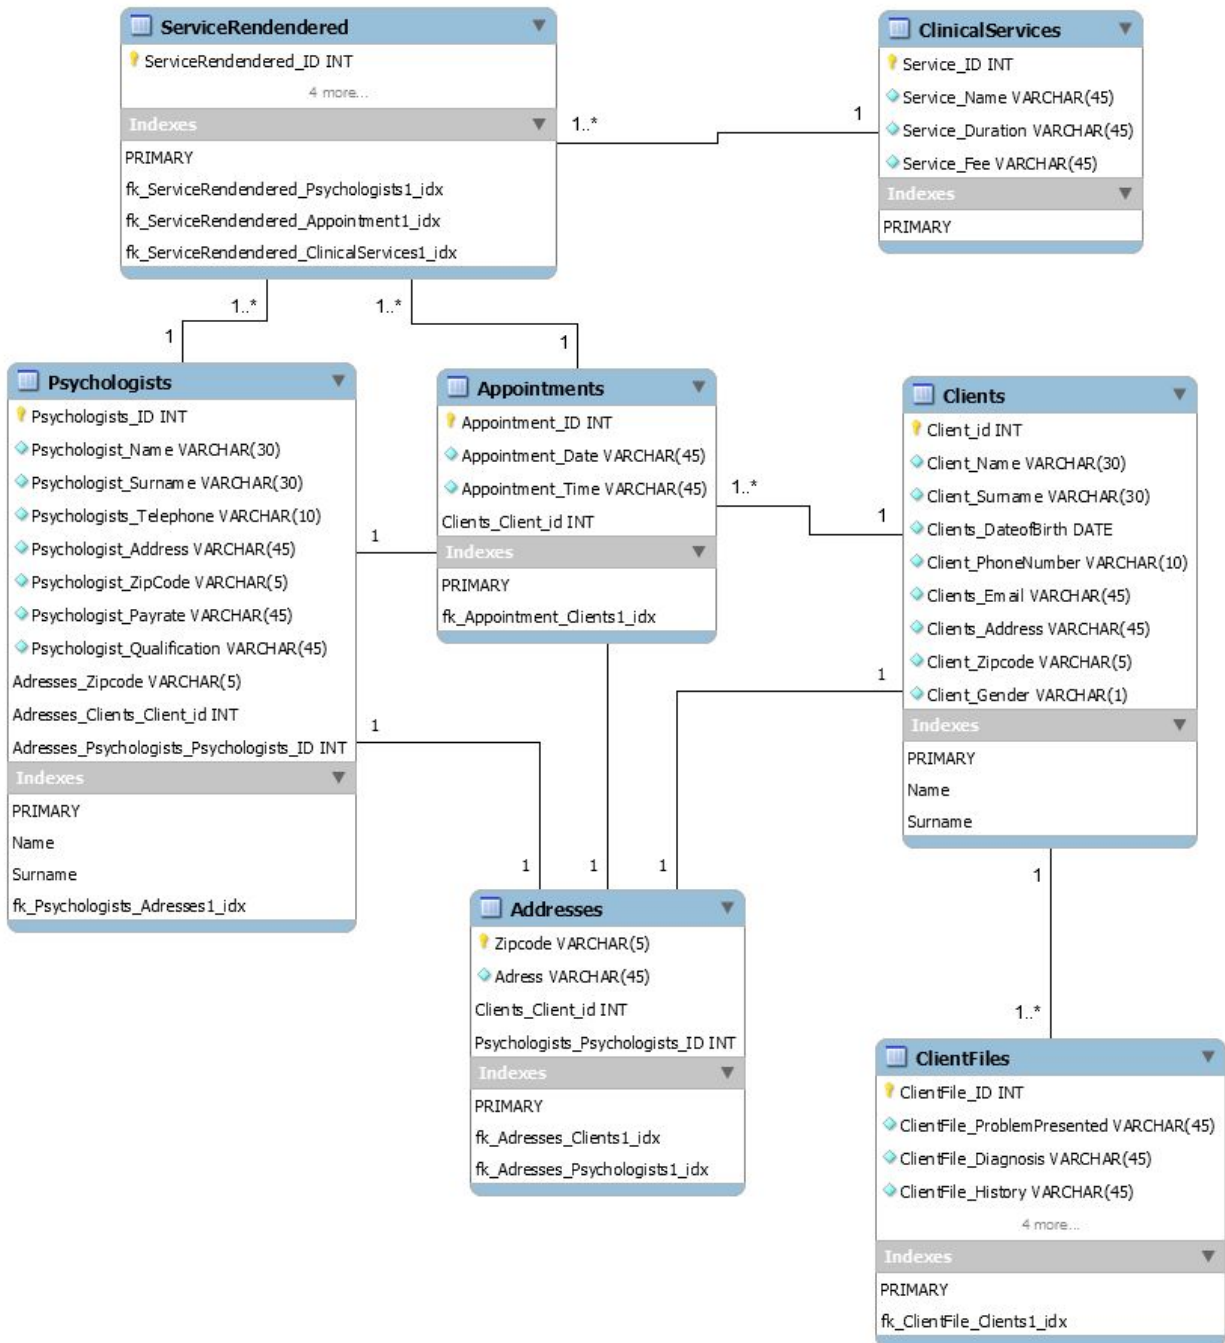 ServiceRendendered
ServiceRendendered_ID INT
4 more...
Indexes
PRIMARY
fk_ServiceRendendered_Psychologists1_idx
fk_ServiceRendendered_Appointment1_idx
fk_ServiceRendendered_ClinicalServices1_idx
1..*
1
ClinicalServices
Service_ID INT
Service_Name VARCHAR(45)
Service_Duration VARCHAR(45)
Service_Fee VARCHAR(45)
Indexes
PRIMARY
1..*
1
1..*
1
Psychologists
Psychologists_ID INT
Psychologist_Name VARCHAR(30)
Psychologist_Surname VARCHAR(30)
Psychologists_Telephone VARCHAR(10)
Psychologist_Address VARCHAR(45)
Psychologist_ZipCode VARCHAR(5)
Psychologist_Payrate VARCHAR(45)
Psychologist_Qualification VARCHAR(45)
Adresses_Zipcode VARCHAR(5)
Adresses_Clients_Client_id INT
Adresses_Psychologists_Psychologists_ID INT
Indexes
PRIMARY
Name
Surname
fk_Psychologists_Adresses1_idx
1
1
Appointments
Appointment_ID INT
Appointment_Date VARCHAR(45)
Appointment_Time VARCHAR(45)
Clients_Client_id INT
Indexes
PRIMARY
fk_Appointment_Clients1_idx
1..*
1
1
Clients
Client_id INT
Client_Name VARCHAR(30)
Client_Surname VARCHAR(30)
Clients_DateofBirth DATE
Client_PhoneNumber VARCHAR(10)
Clients_Email VARCHAR(45)
Clients_Address VARCHAR(45)
Client_Zipcode VARCHAR(5)
Client_Gender VARCHAR(1)
Indexes
PRIMARY
Name
Surname
1
1
1
Addresses
Zipcode VARCHAR(5)
Adress VARCHAR(45)
Clients_Client_id INT
Psychologists_Psychologists_ID INT
Indexes
PRIMARY
fk_Adresses_Clients1_idx
fk_Adresses_Psychologists1_idx
1
1..*
ClientFiles
ClientFile_ID INT
ClientFile_ProblemPresented VARCHAR(45)
ClientFile_Diagnosis VARCHAR(45)
ClientFile_History VARCHAR(45)
4 more...
Indexes
PRIMARY
fk_ClientFile_Clients1_idx